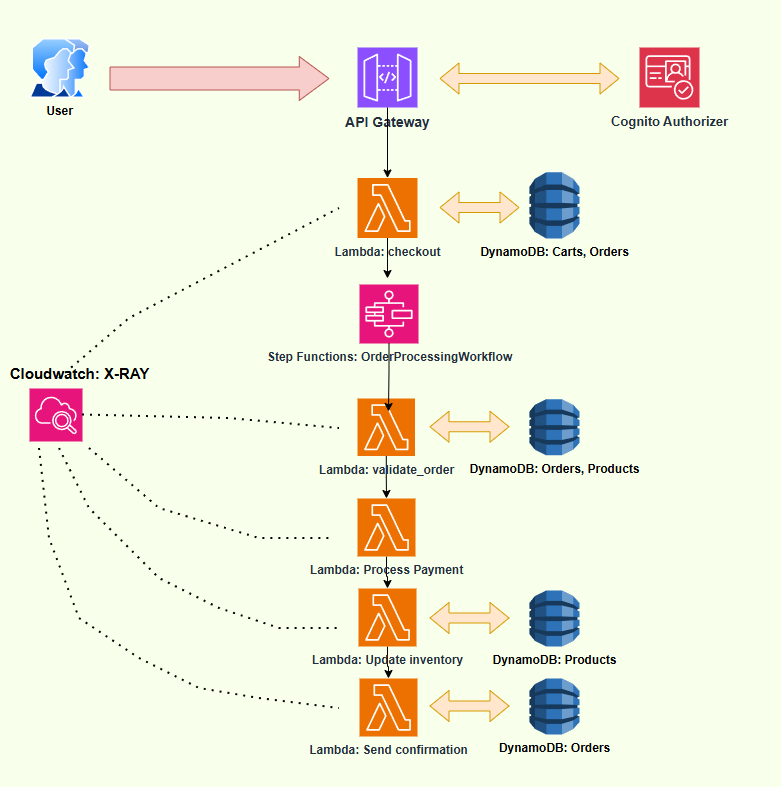 User
API Gateway
Cognito Authorizer
Lambda: checkout
DynamoDB: Carts, Orders
Step Functions: OrderProcessingWorkflow
Cloudwatch: X-RAY
Lambda: validate_order
DynamoDB: Orders, Products
Lambda: Process Payment
Lambda: Update inventory
DynamoDB: Products
Lambda: Send confirmation
DynamoDB: Orders